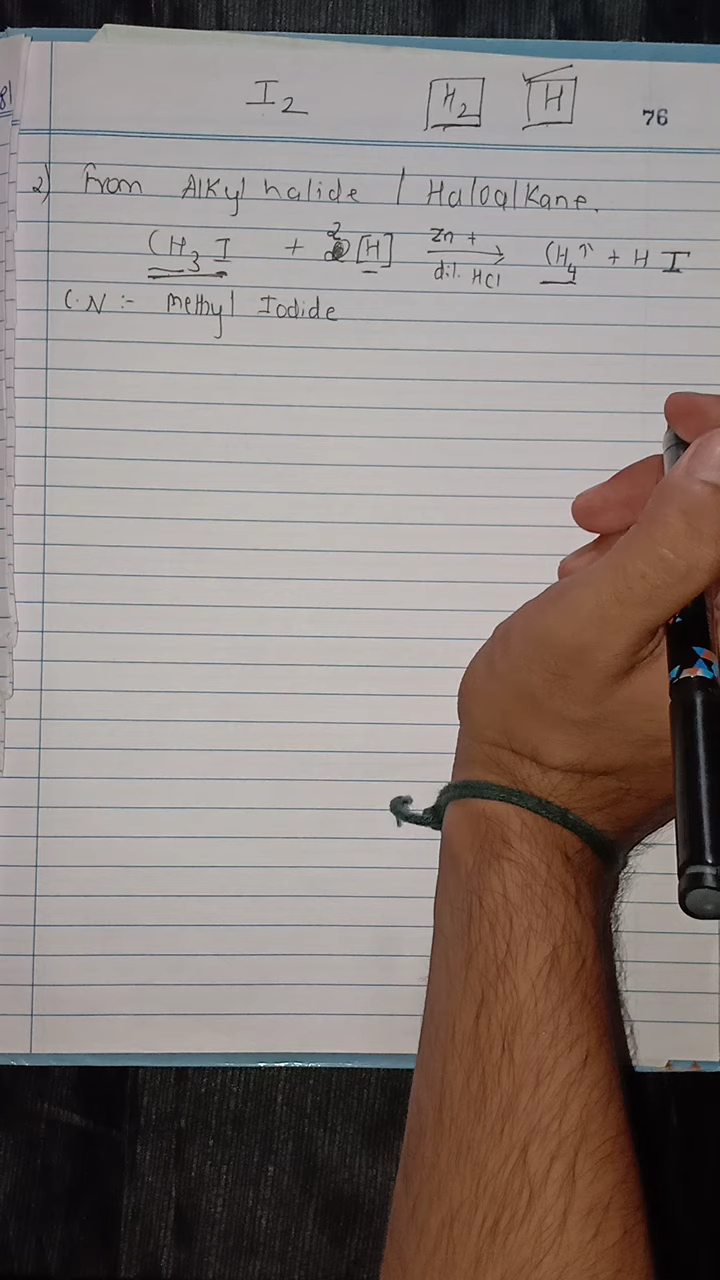 I2 H2 H 76
2) From Alkyl halide / Haloalkane.
CH3I + 2[H] Zn + dil. HCl → CH4↑ + HI
C.N :- Methyl Iodide